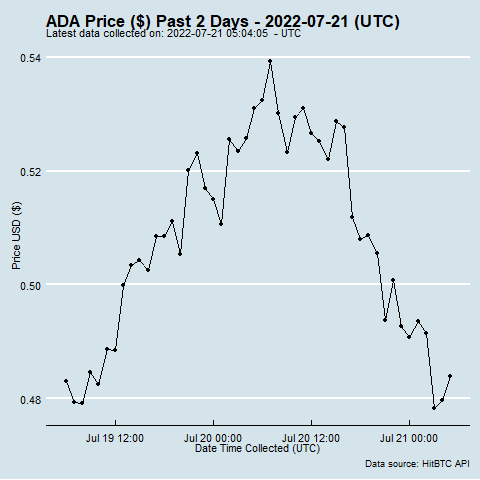 ADA Price ($) Past 2 Days - 2022-07-21 (UTC)
Latest data collected on: 2022-07-21 05:04:05  - UTC
0.54
0.52
0.50
0.48
Price USD ($)
Jul 19 12:00 Jul 20 00:00 Jul 20 12:00 Jul 21 00:00
Date Time Collected (UTC)
Data source: HitBTC API